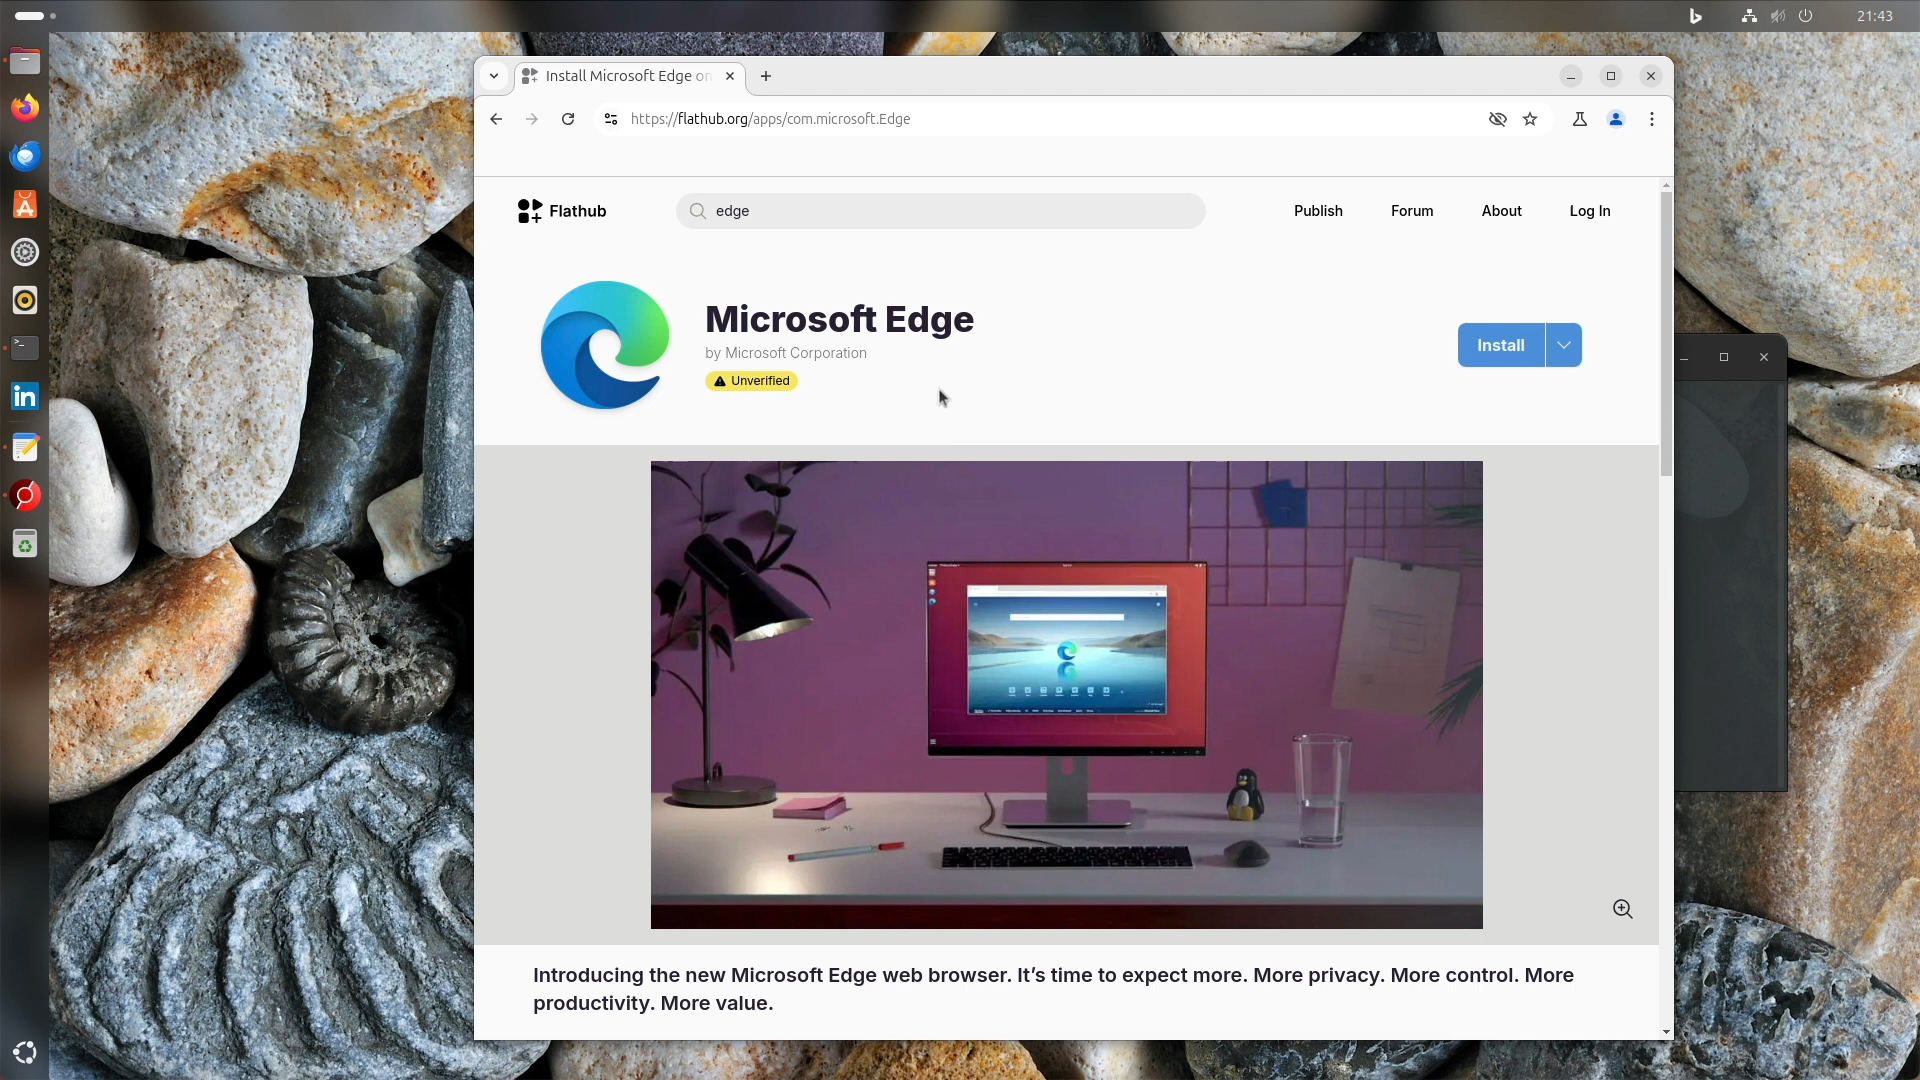 21:43
Install Microsoft Edge on
https://flathub.org/apps/com.microsoft.Edge
Flathub
edge
Publish
Forum
About
Log In
Microsoft Edge
by Microsoft Corporation
Unverified
Install
Introducing the new Microsoft Edge web browser. It’s time to expect more. More privacy. More control. More
productivity. More value.